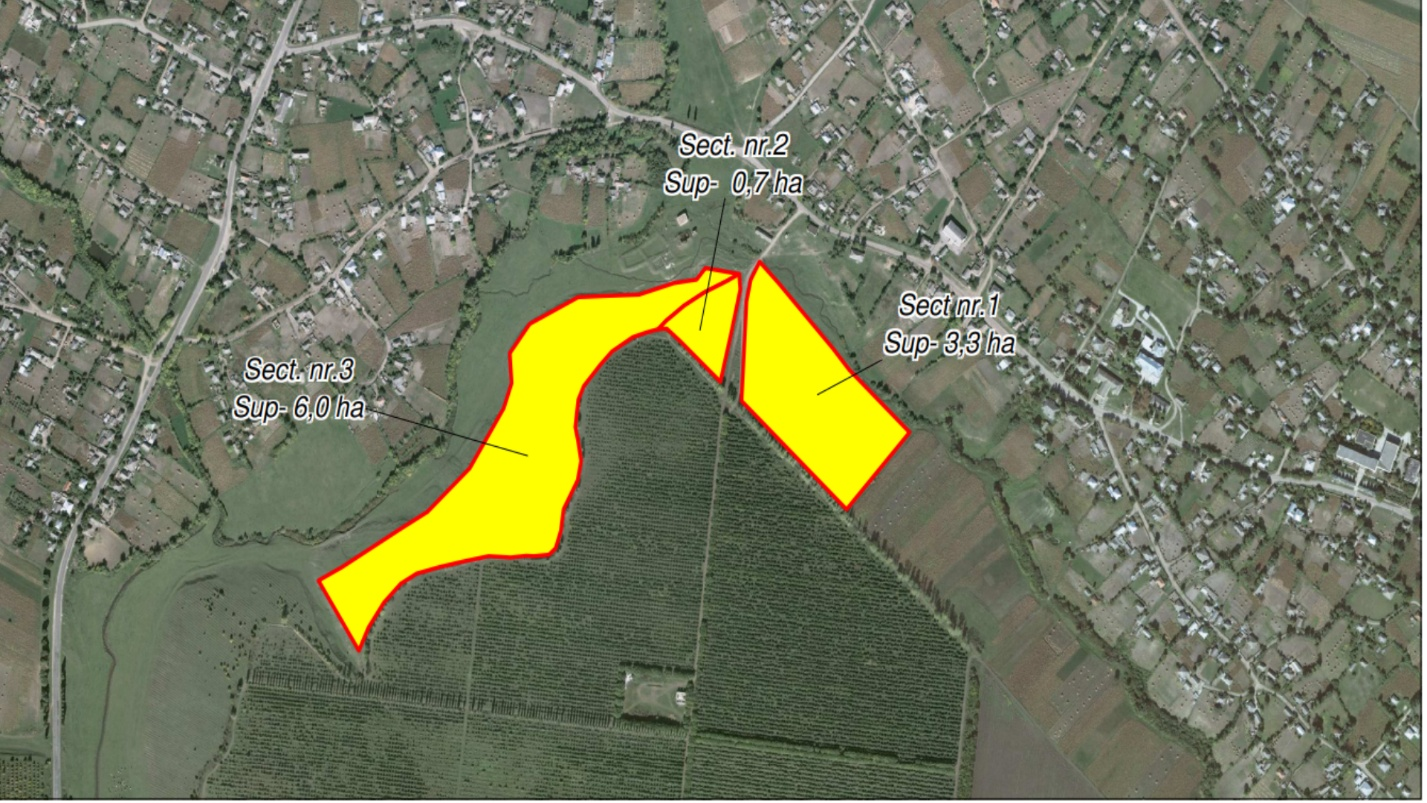 Sect. nr.2
Sup-  0,7 ha
Sect nr.1
Sup- 3,3 ha
Sect. nr.3
Sup- 6,0 ha